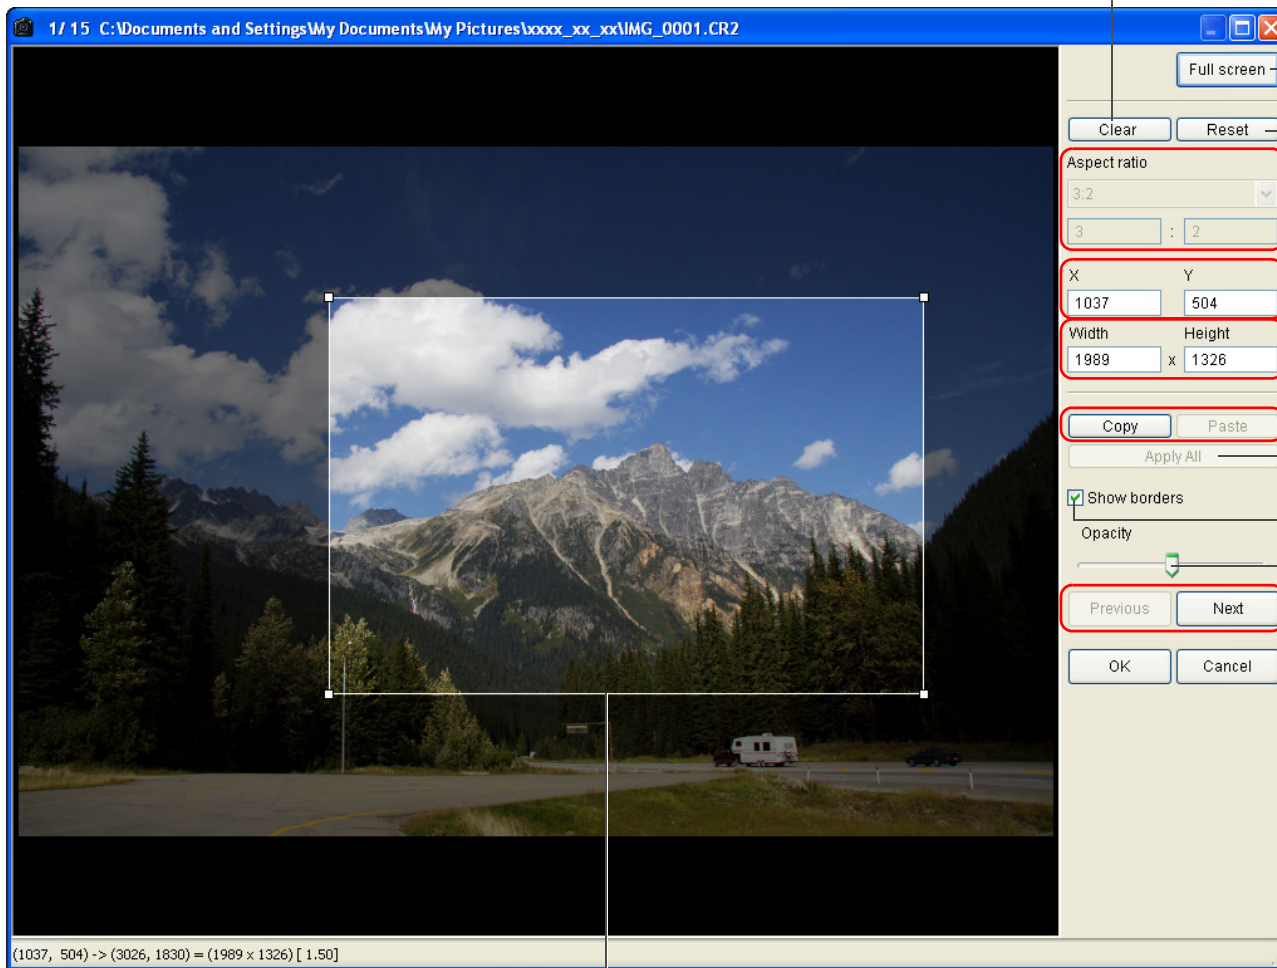 1/ 15 C:\Documents and Settings\My Documents\My Pictures\xxxx_xx_xx\IMG_0001.CR2
Full screen
Clear Reset
Aspect ratio
3:2
3 : 2
X Y
1037 504
Width Height
1989 x 1326
Copy Paste
Apply All
Show borders
Opacity
Previous Next
OK Cancel
(1037, 504) -> (3026, 1830) = (1989 x 1326) [ 1.50]